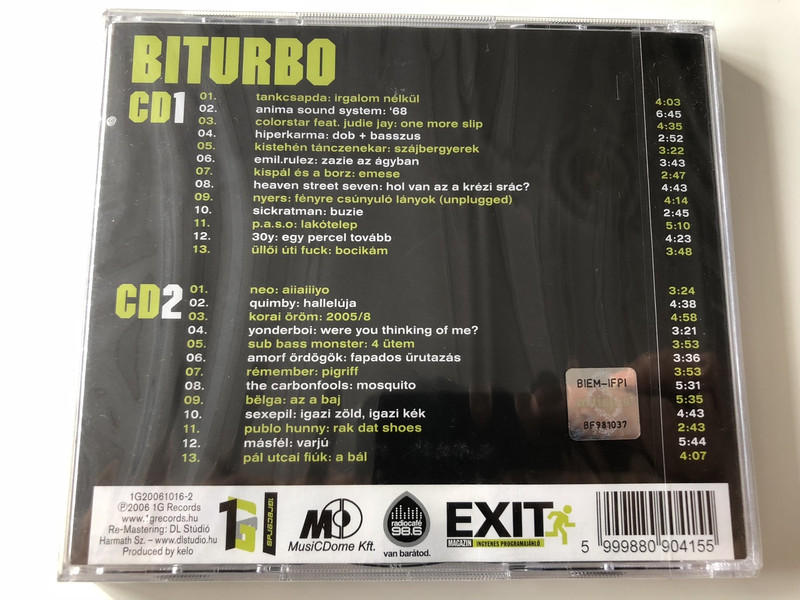 BITURBO
CD1
01. tankcsapda: irgalom nélkül 4:03
02. anima sound system: '68 6:45
03. colorstar feat. judie jay: one more slip 4:35
04. hiperkarma: dob + basszus 2:52
05. kistehén tánczenekar: szájbergyerek 3:22
06. emil.rulez: zazie az ágyban 3:43
07. kispál és a borz: emese 2:47
08. heaven street seven: hol van az a krézi srác? 4:43
09. nyers: fényre csúnyuló lányok (unplugged) 4:14
10. sickratman: buzie 2:45
11. p.a.s.o: lakótelep 5:10
12. 30y: egy percel tovább 4:23
13. üllői úti fuck: bocikám 3:48
CD2
01. neo: aiiaiiiyo 3:24
02. quimby: hallelúja 4:38
03. korai öröm: 2005/8 4:58
04. yonderboi: were you thinking of me? 3:21
05. sub bass monster: 4 ütem 3:53
06. amorf ördögök: fapados űrutazás 3:36
07. rémember: pigriff 3:53
08. the carbonfools: mosquito 5:31
09. bëlga: az a baj 5:35
10. sexepil: igazi zöld, igazi kék 4:43
11. publo hunny: rak dat shoes 2:43
12. másfél: varjú 5:44
13. pál utcai fiúk: a bál 4:07
BIEM-IFPI
BF981037
1G20061016-2
℗2006 1G Records
www.1grecords.hu
Re-Mastering: DL Stúdió
Harmath Sz. – www.dlstudio.hu
Produced by kelo
1G
MusiCDome Kft.
radiocafé
98.6
van barátod.
EXIT
MAGAZIN INGYENES PROGRAMAJÁNLÓ
5 999880 904155